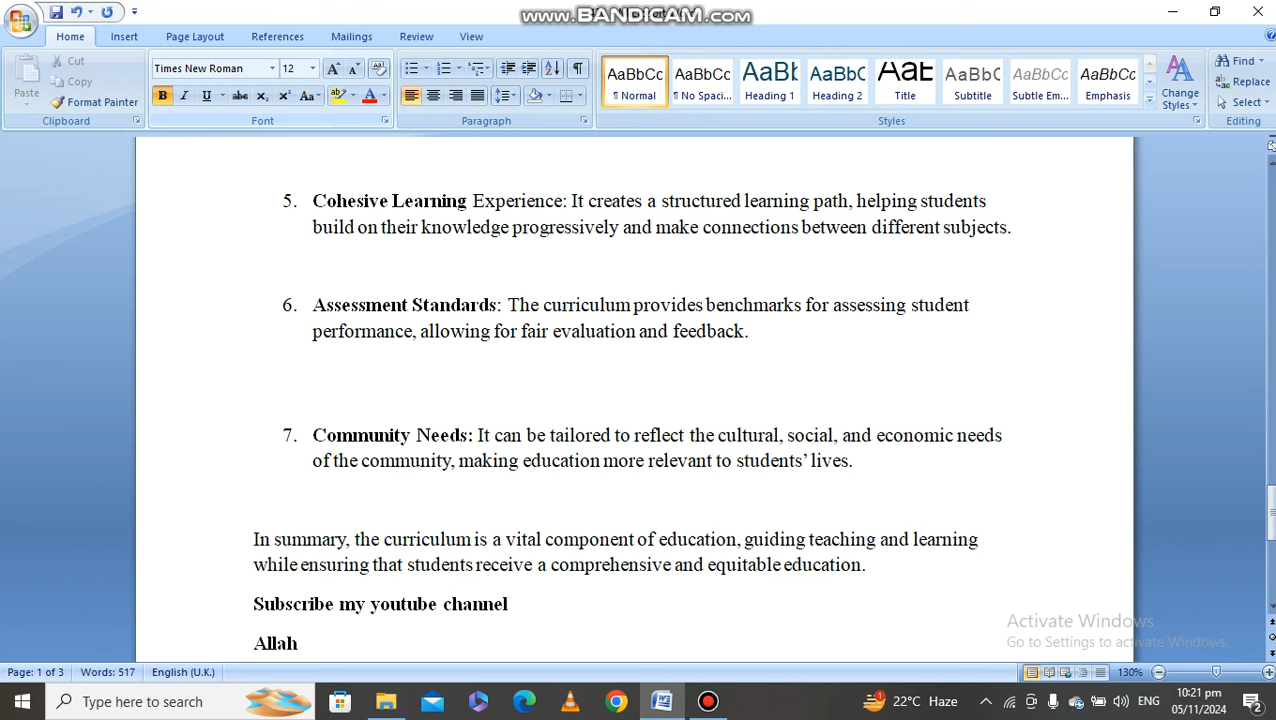 www.BANDICAM.com
Home Insert Page Layout References Mailings Review View
Paste
Cut
Copy
Format Painter
Clipboard
Times New Roman 12
Font
Paragraph
AaBbCc AaBbCc AaBbC AaBbC AaB AaBbCc AaBbCc AaBbCc
¶ Normal ¶ No Spaci... Heading 1 Heading 2 Title Subtitle Subtle Em... Emphasis
Change
Styles
Styles
Find
Replace
Select
Editing
5. Cohesive Learning Experience: It creates a structured learning path, helping students
build on their knowledge progressively and make connections between different subjects.
6. Assessment Standards: The curriculum provides benchmarks for assessing student
performance, allowing for fair evaluation and feedback.
7. Community Needs: It can be tailored to reflect the cultural, social, and economic needs
of the community, making education more relevant to students’ lives.
In summary, the curriculum is a vital component of education, guiding teaching and learning
while ensuring that students receive a comprehensive and equitable education.
Subscribe my youtube channel
Allah
Activate Windows
Go to Settings to activate Windows.
Page: 1 of 3 Words: 517 English (U.K.) 130%
Type here to search
22°C Haze
ENG
10:21 pm
05/11/2024
2